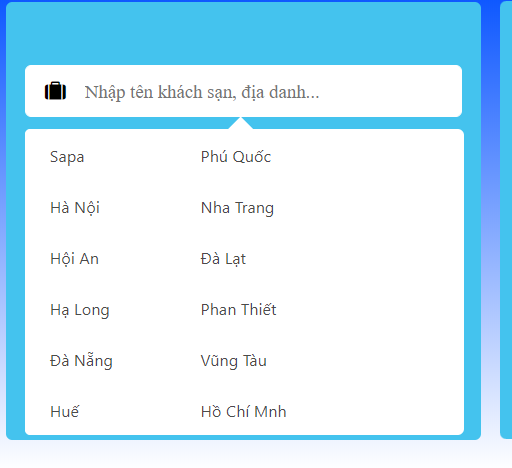 Nhập tên khách sạn, địa danh...
Sapa Phú Quốc
Hà Nội Nha Trang
Hội An Đà Lạt
Hạ Long Phan Thiết
Đà Nẵng Vũng Tàu
Huế Hồ Chí Mnh